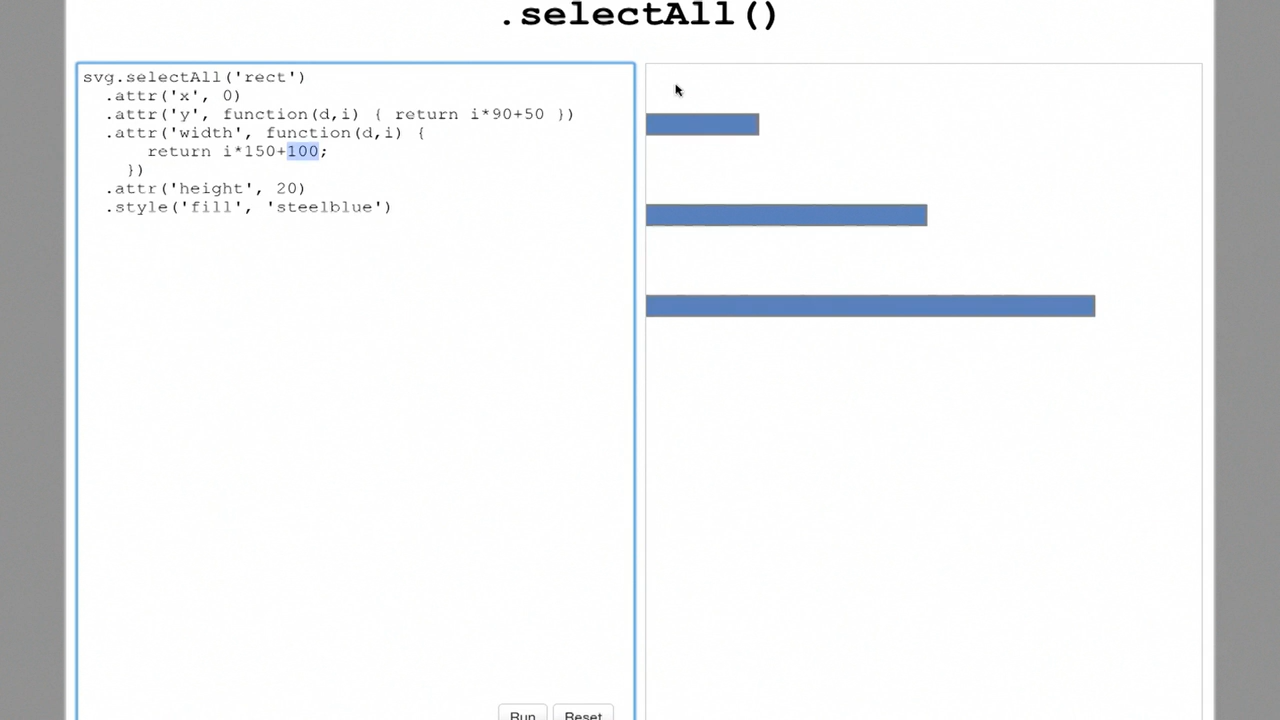 .selectAll()
svg.selectAll('rect')
.attr('x', 0)
.attr('y', function(d,i) { return i*90+50 })
.attr('width', function(d,i) {
return i*150+100;
})
.attr('height', 20)
.style('fill', 'steelblue')
Run Reset